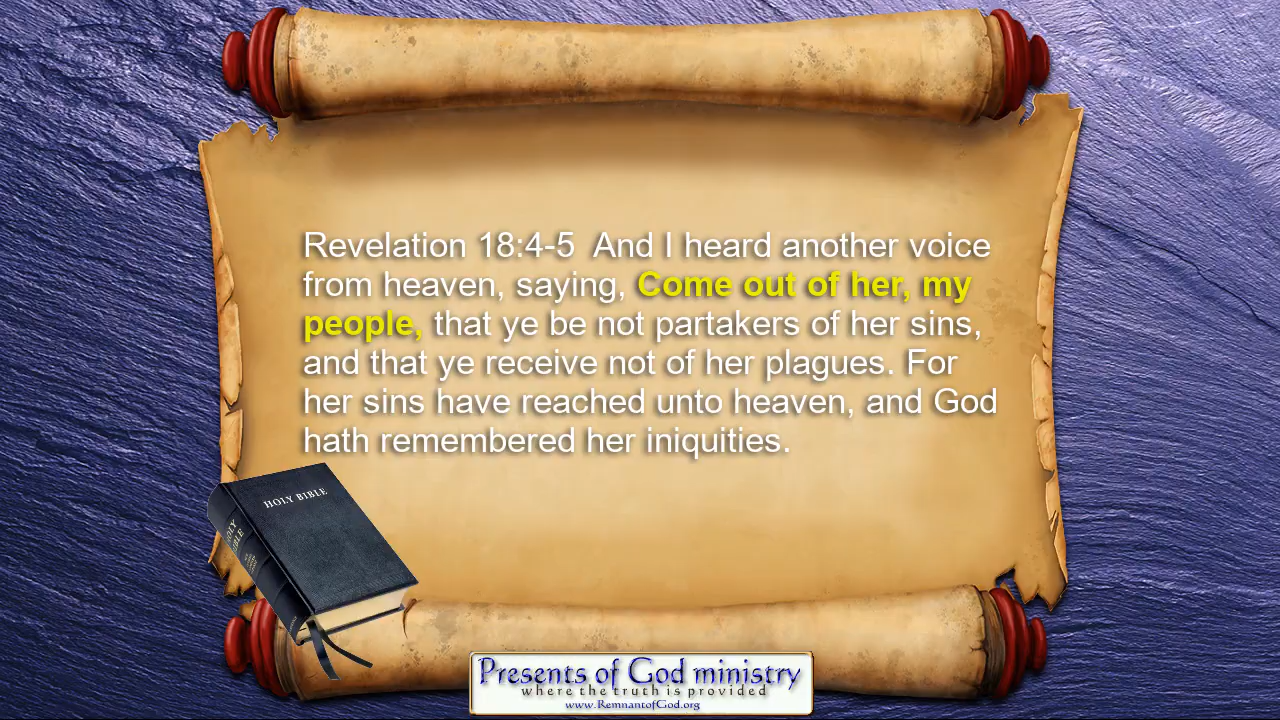 Revelation 18:4-5  And I heard another voice
from heaven, saying, Come out of her, my
people, that ye be not partakers of her sins,
and that ye receive not of her plagues. For
her sins have reached unto heaven, and God
hath remembered her iniquities.
HOLY BIBLE
HOLY
BIBLE
Presents of God ministry
where the truth is provided
www.RemnantofGod.org